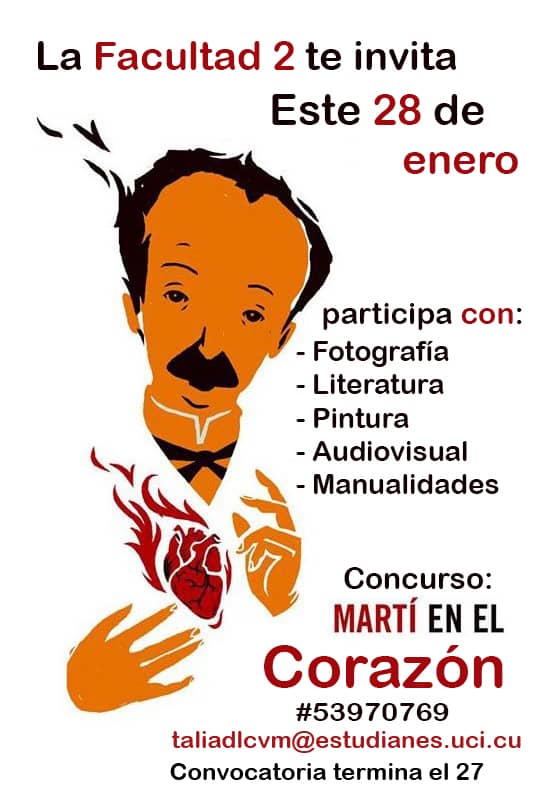 La Facultad 2 te invita
Este 28 de
enero
participa con:
- Fotografía
- Literatura
- Pintura
- Audiovisual
- Manualidades
Concurso:
MARTÍ EN EL
Corazón
#53970769
taliadlcvm@estudianes.uci.cu
Convocatoria termina el 27